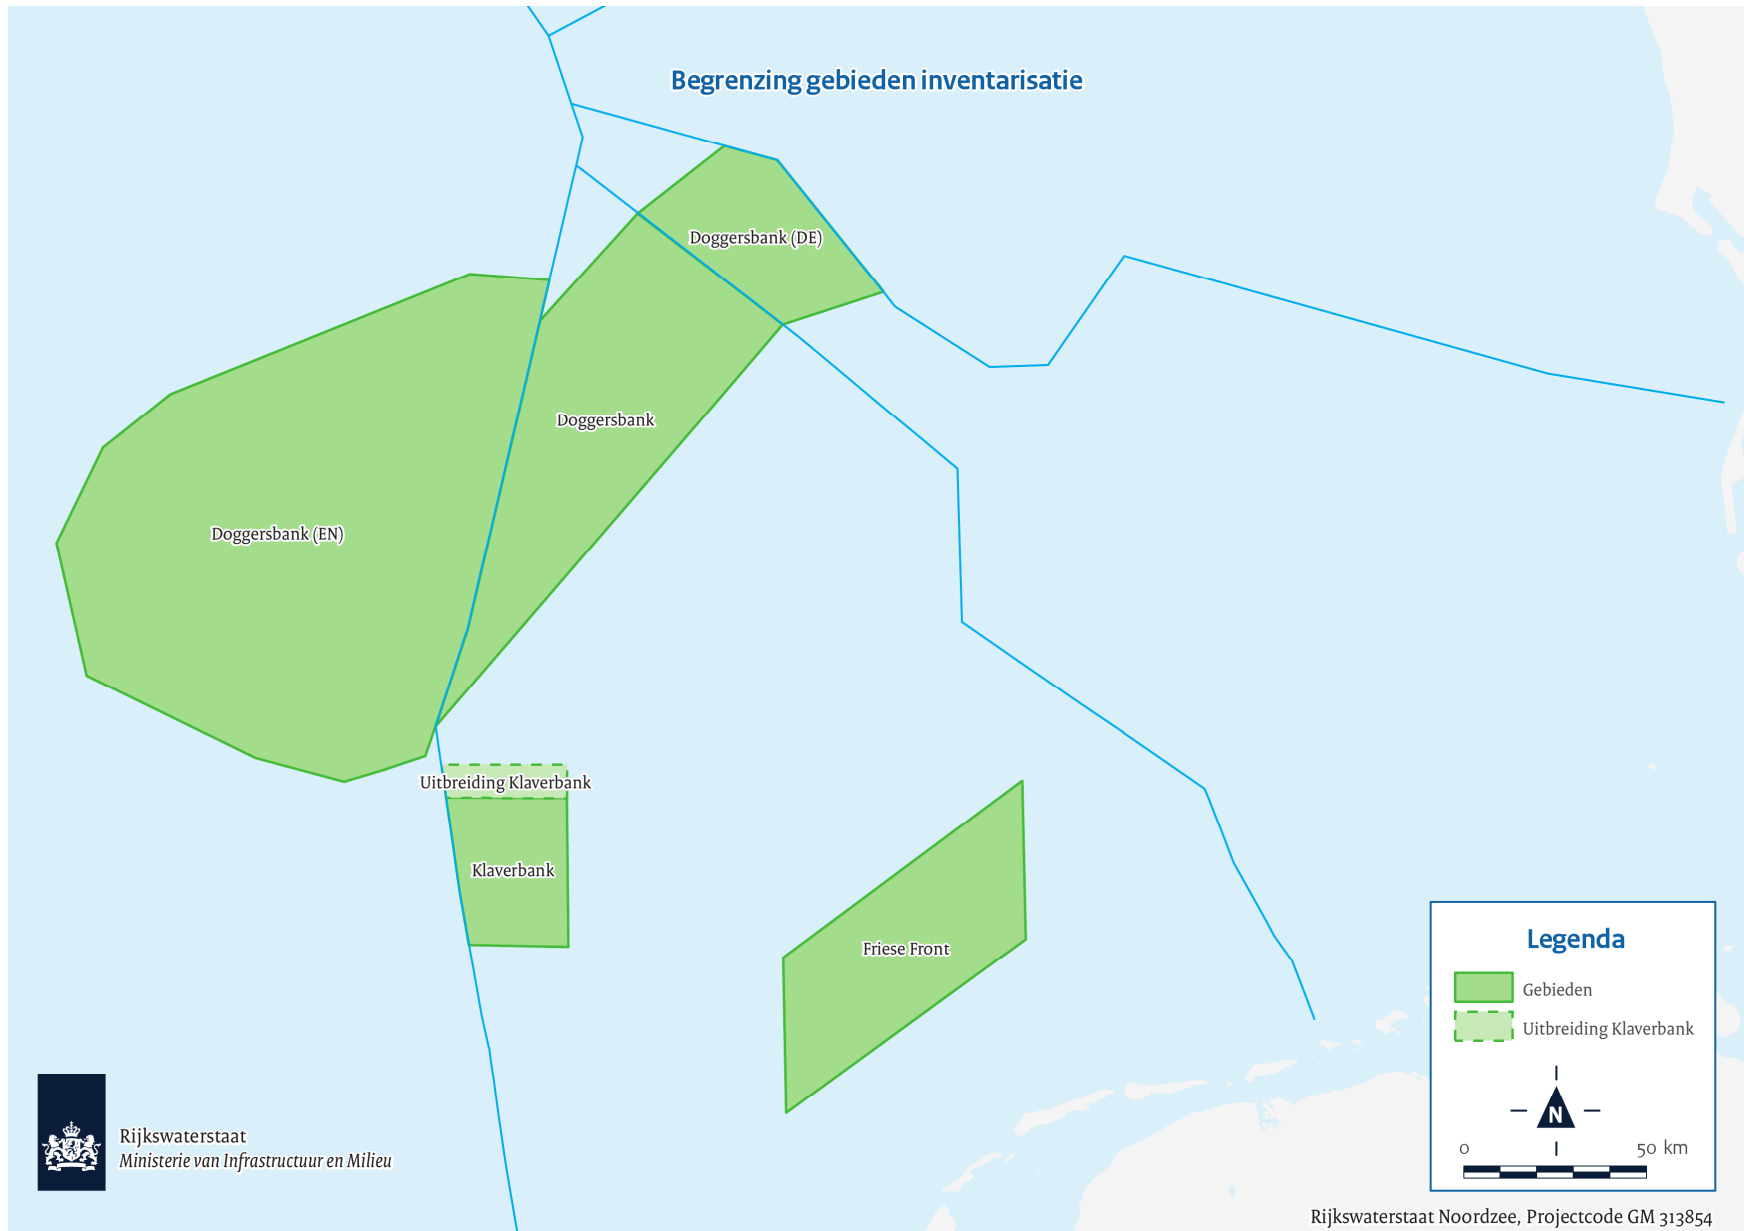 Begrenzing gebieden inventarisatie
Doggersbank (DE)
Doggersbank
Doggersbank (EN)
Uitbreiding Klaverbank
Klaverbank
Friese Front
Legenda
Gebieden
Uitbreiding Klaverbank
N
0 50 km
Rijkswaterstaat
Ministerie van Infrastructuur en Milieu
Rijkswaterstaat Noordzee, Projectcode GM 313854